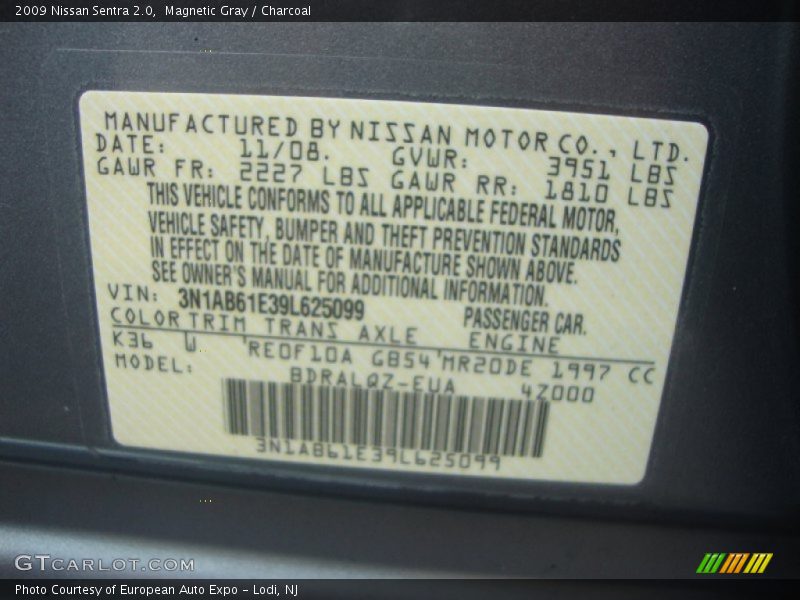 2009 Nissan Sentra 2.0,  Magnetic Gray / Charcoal
MANUFACTURED BY NISSAN MOTOR CO., LTD.
DATE: 11/08. GVWR: 3951 LBS
GAWR FR: 2227 LBS GAWR RR: 1810 LBS
THIS VEHICLE CONFORMS TO ALL APPLICABLE FEDERAL MOTOR,
VEHICLE SAFETY, BUMPER AND THEFT PREVENTION STANDARDS
IN EFFECT ON THE DATE OF MANUFACTURE SHOWN ABOVE.
SEE OWNER'S MANUAL FOR ADDITIONAL INFORMATION.
VIN: 3N1AB61E39L625099 PASSENGER CAR.
COLOR TRIM TRANS AXLE ENGINE
K36 W RE0F10A GB54 MR20DE 1997 CC
MODEL: BDRALQZ-EUA 4Z000
3N1AB61E39L625099
GTCARLOT.COM
Photo Courtesy of European Auto Expo - Lodi, NJ